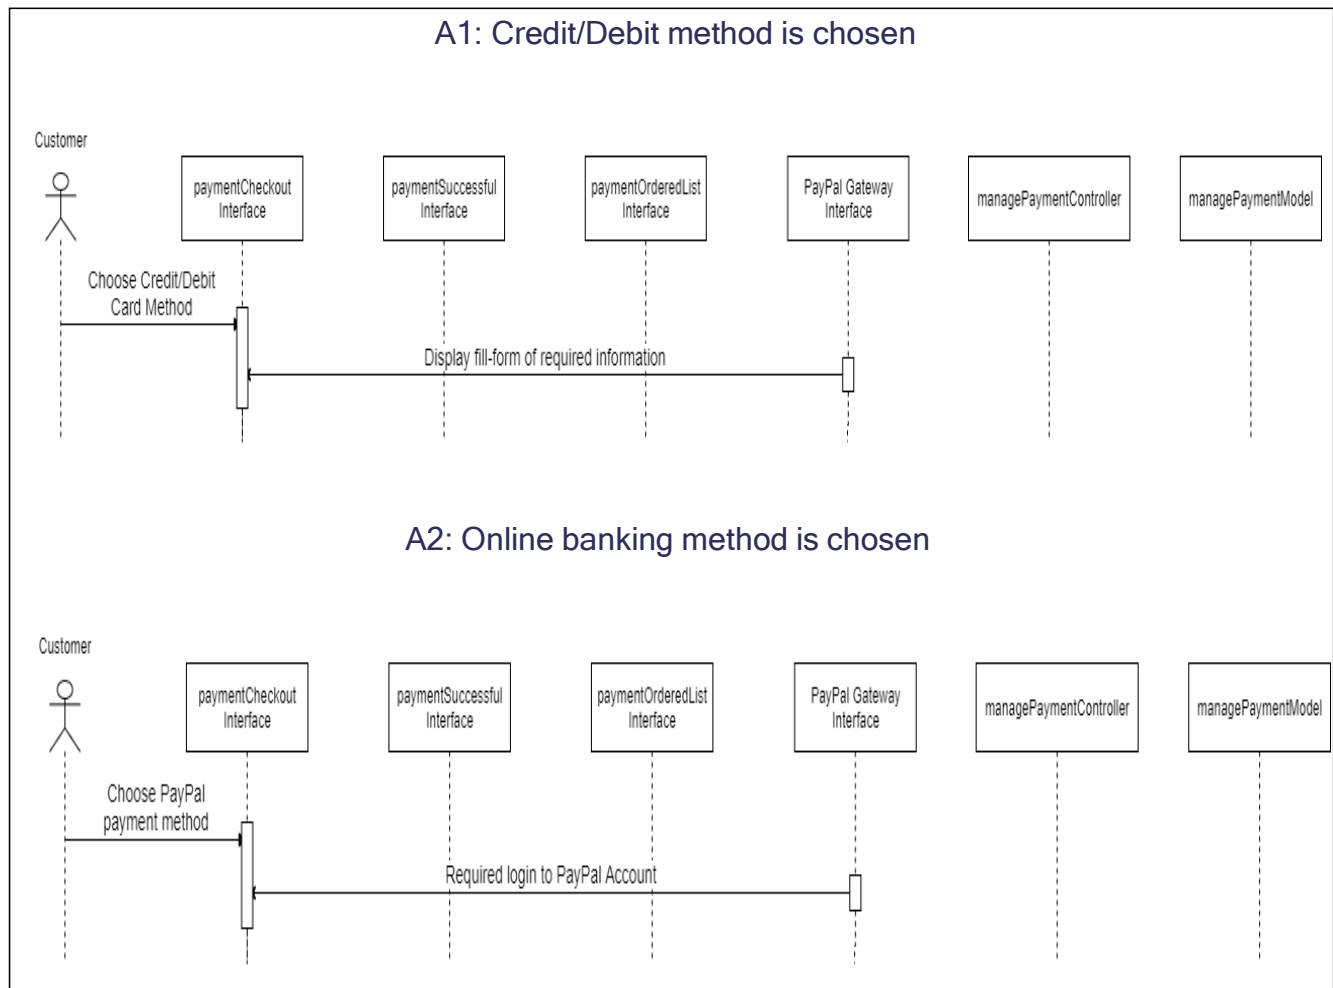 A1: Credit/Debit method is chosen
Customer
paymentCheckout
Interface
paymentSuccessful
Interface
paymentOrderedList
Interface
PayPal Gateway
Interface
managePaymentController
managePaymentModel
Choose Credit/Debit
Card Method
Display fill-form of required information
A2: Online banking method is chosen
Customer
paymentCheckout
Interface
paymentSuccessful
Interface
paymentOrderedList
Interface
PayPal Gateway
Interface
managePaymentController
managePaymentModel
Choose PayPal
payment method
Required login to PayPal Account